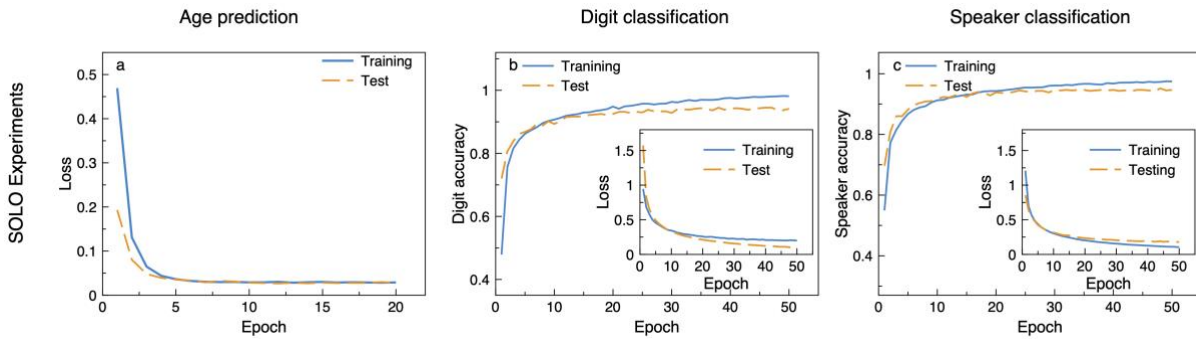 Age prediction
Digit classification
Speaker classification
SOLO Experiments
a
Training
Test
0.5
0.4
0.3
0.2
0.1
0
Loss
0
5
10
15
20
Epoch
b
Tranining
Test
1
0.8
0.6
0.4
Digit accuracy
0
10
20
30
40
50
Epoch
Training
Test
1.5
1
0.5
0
Loss
0
10
20
30
40
50
Epoch
c
Training
Test
1
0.8
0.6
0.4
Speaker accuracy
0
10
20
30
40
50
Epoch
Training
Testing
1.5
1
0.5
0
Loss
0
10
20
30
40
50
Epoch